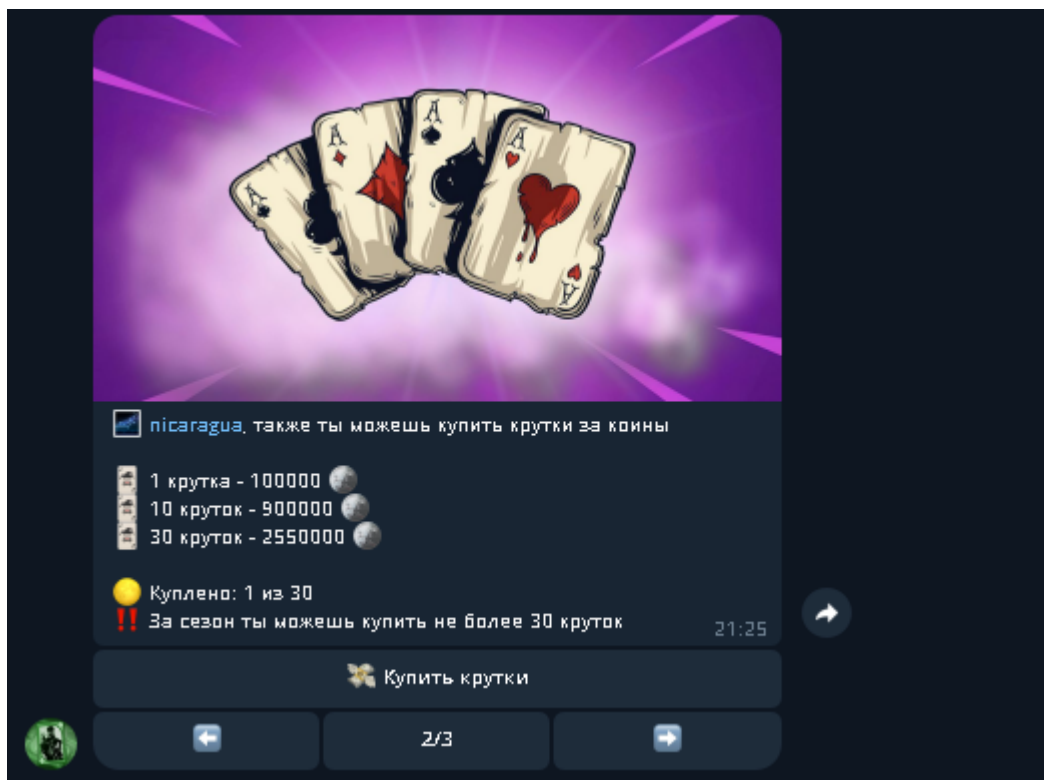 A
A
A
A
A
nicaragua, также ты можешь купить крутки за коины
1 крутка - 100000
10 круток - 900000
30 круток - 2550000
Куплено: 1 из 30
‼ За сезон ты можешь купить не более 30 круток
21:25
Купить крутки
2/3